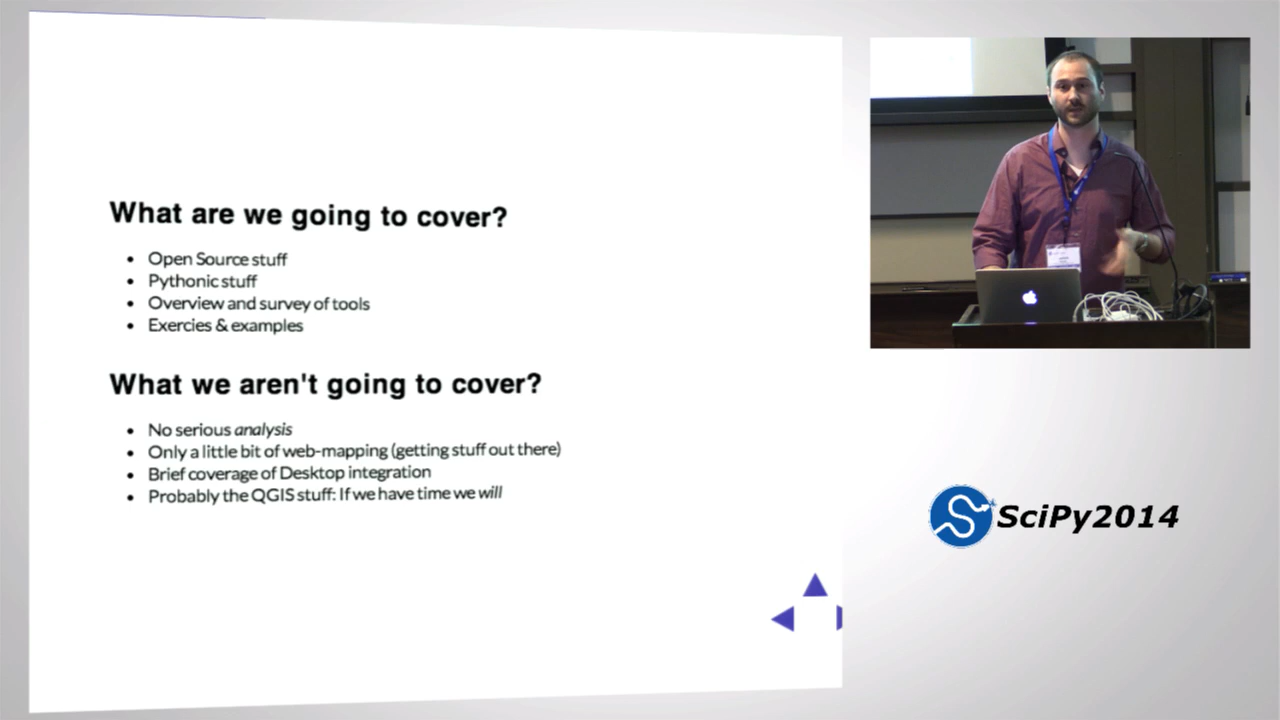 What are we going to cover?
Open Source stuff
Pythonic stuff
Overview and survey of tools
Exercies & examples
What we aren't going to cover?
No serious analysis
Only a little bit of web-mapping (getting stuff out there)
Brief coverage of Desktop integration
Probably the QGIS stuff: If we have time we will
SciPy2014